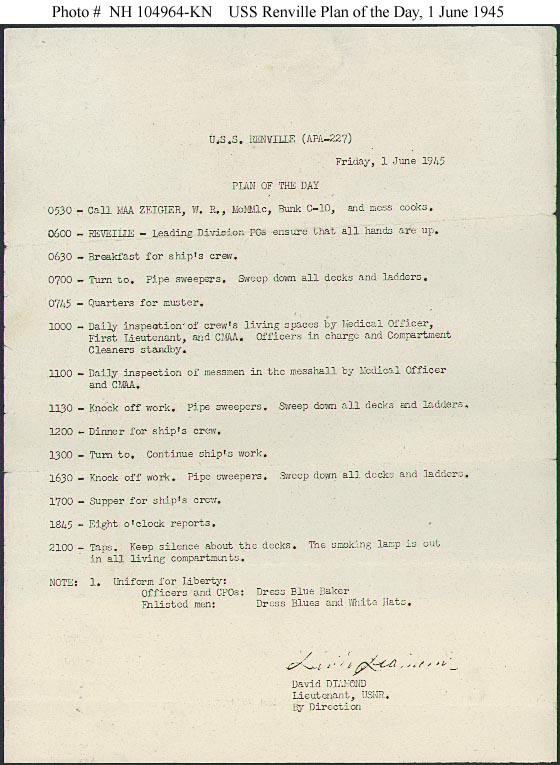 Photo # NH 104964-KN USS Renville Plan of the Day, 1 June 1945
U.S.S. RENVILLE (APA-227)
Friday, 1 June 1945
PLAN OF THE DAY
0530 - Call MAA ZEIGIER, W. R., MoMM1c, Bunk C-10, and mess cooks.
0600 - REVEILLE - Leading Division POs ensure that all hands are up.
0630 - Breakfast for ship's crew.
0700 - Turn to. Pipe sweepers. Sweep down all decks and ladders.
0745 - Quarters for muster.
1000 - Daily inspection of crew's living spaces by Medical Officer,
First Lieutenant, and CMAA. Officers in charge and Compartment
Cleaners standby.
1100 - Daily inspection of messmen in the messhall by Medical Officer
and CMAA.
1130 - Knock off work. Pipe sweepers. Sweep down all decks and ladders.
1200 - Dinner for ship's crew.
1300 - Turn to. Continue ship's work.
1630 - Knock off work. Pipe sweepers. Sweep down all decks and ladders.
1700 - Supper for ship's crew.
1845 - Eight o'clock reports.
2100 - Taps. Keep silence about the decks. The smoking lamp is out
in all living compartments.
NOTE: 1. Uniform for Liberty:
Officers and CPOs: Dress Blue Baker
Enlisted men: Dress Blues and White Hats.
David DIAMOND
Lieutenant, USNR.
By Direction